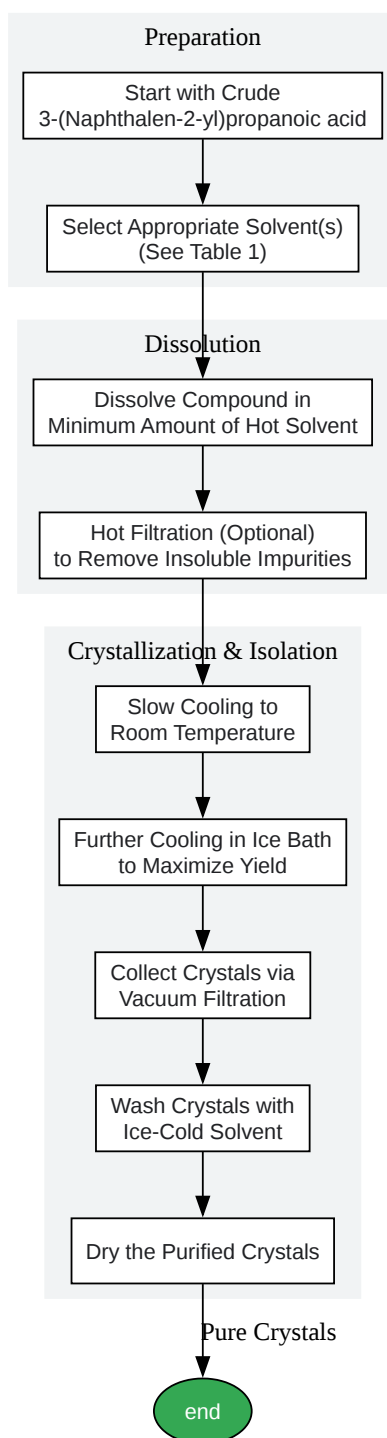 Preparation
Start with Crude
3-(Naphthalen-2-yl)propanoic acid
Select Appropriate Solvent(s)
(See Table 1)
Dissolution
Dissolve Compound in
Minimum Amount of Hot Solvent
Hot Filtration (Optional)
to Remove Insoluble Impurities
Crystallization & Isolation
Slow Cooling to
Room Temperature
Further Cooling in Ice Bath
to Maximize Yield
Collect Crystals via
Vacuum Filtration
Wash Crystals with
Ice-Cold Solvent
Dry the Purified Crystals
Pure Crystals
end